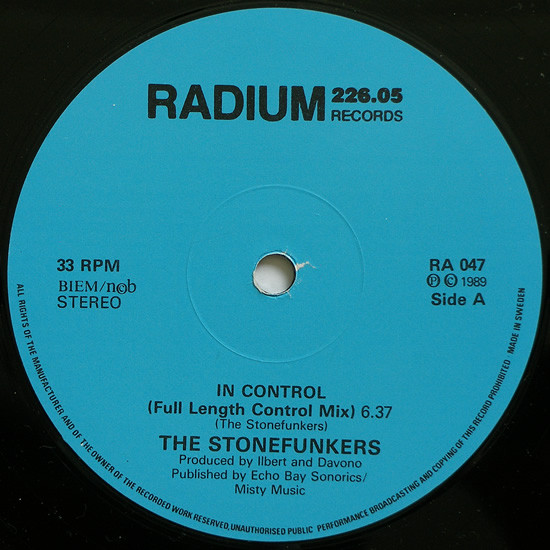 RADIUM 226.05
RECORDS
33 RPM
BIEM/ncb
STEREO
RA 047
Ⓟ © 1989
Side A
IN CONTROL
(Full Length Control Mix) 6.37
(The Stonefunkers)
THE STONEFUNKERS
Produced by Ilbert and Davono
Published by Echo Bay Sonorics/
Misty Music
ALL RIGHTS OF THE MANUFACTURER AND OF THE OWNER OF THE RECORDED WORK RESERVED, UNAUTHORISED PUBLIC PERFORMANCE BROADCASTING AND COPYING OF THIS RECORD PROHIBITED MADE IN SWEDEN